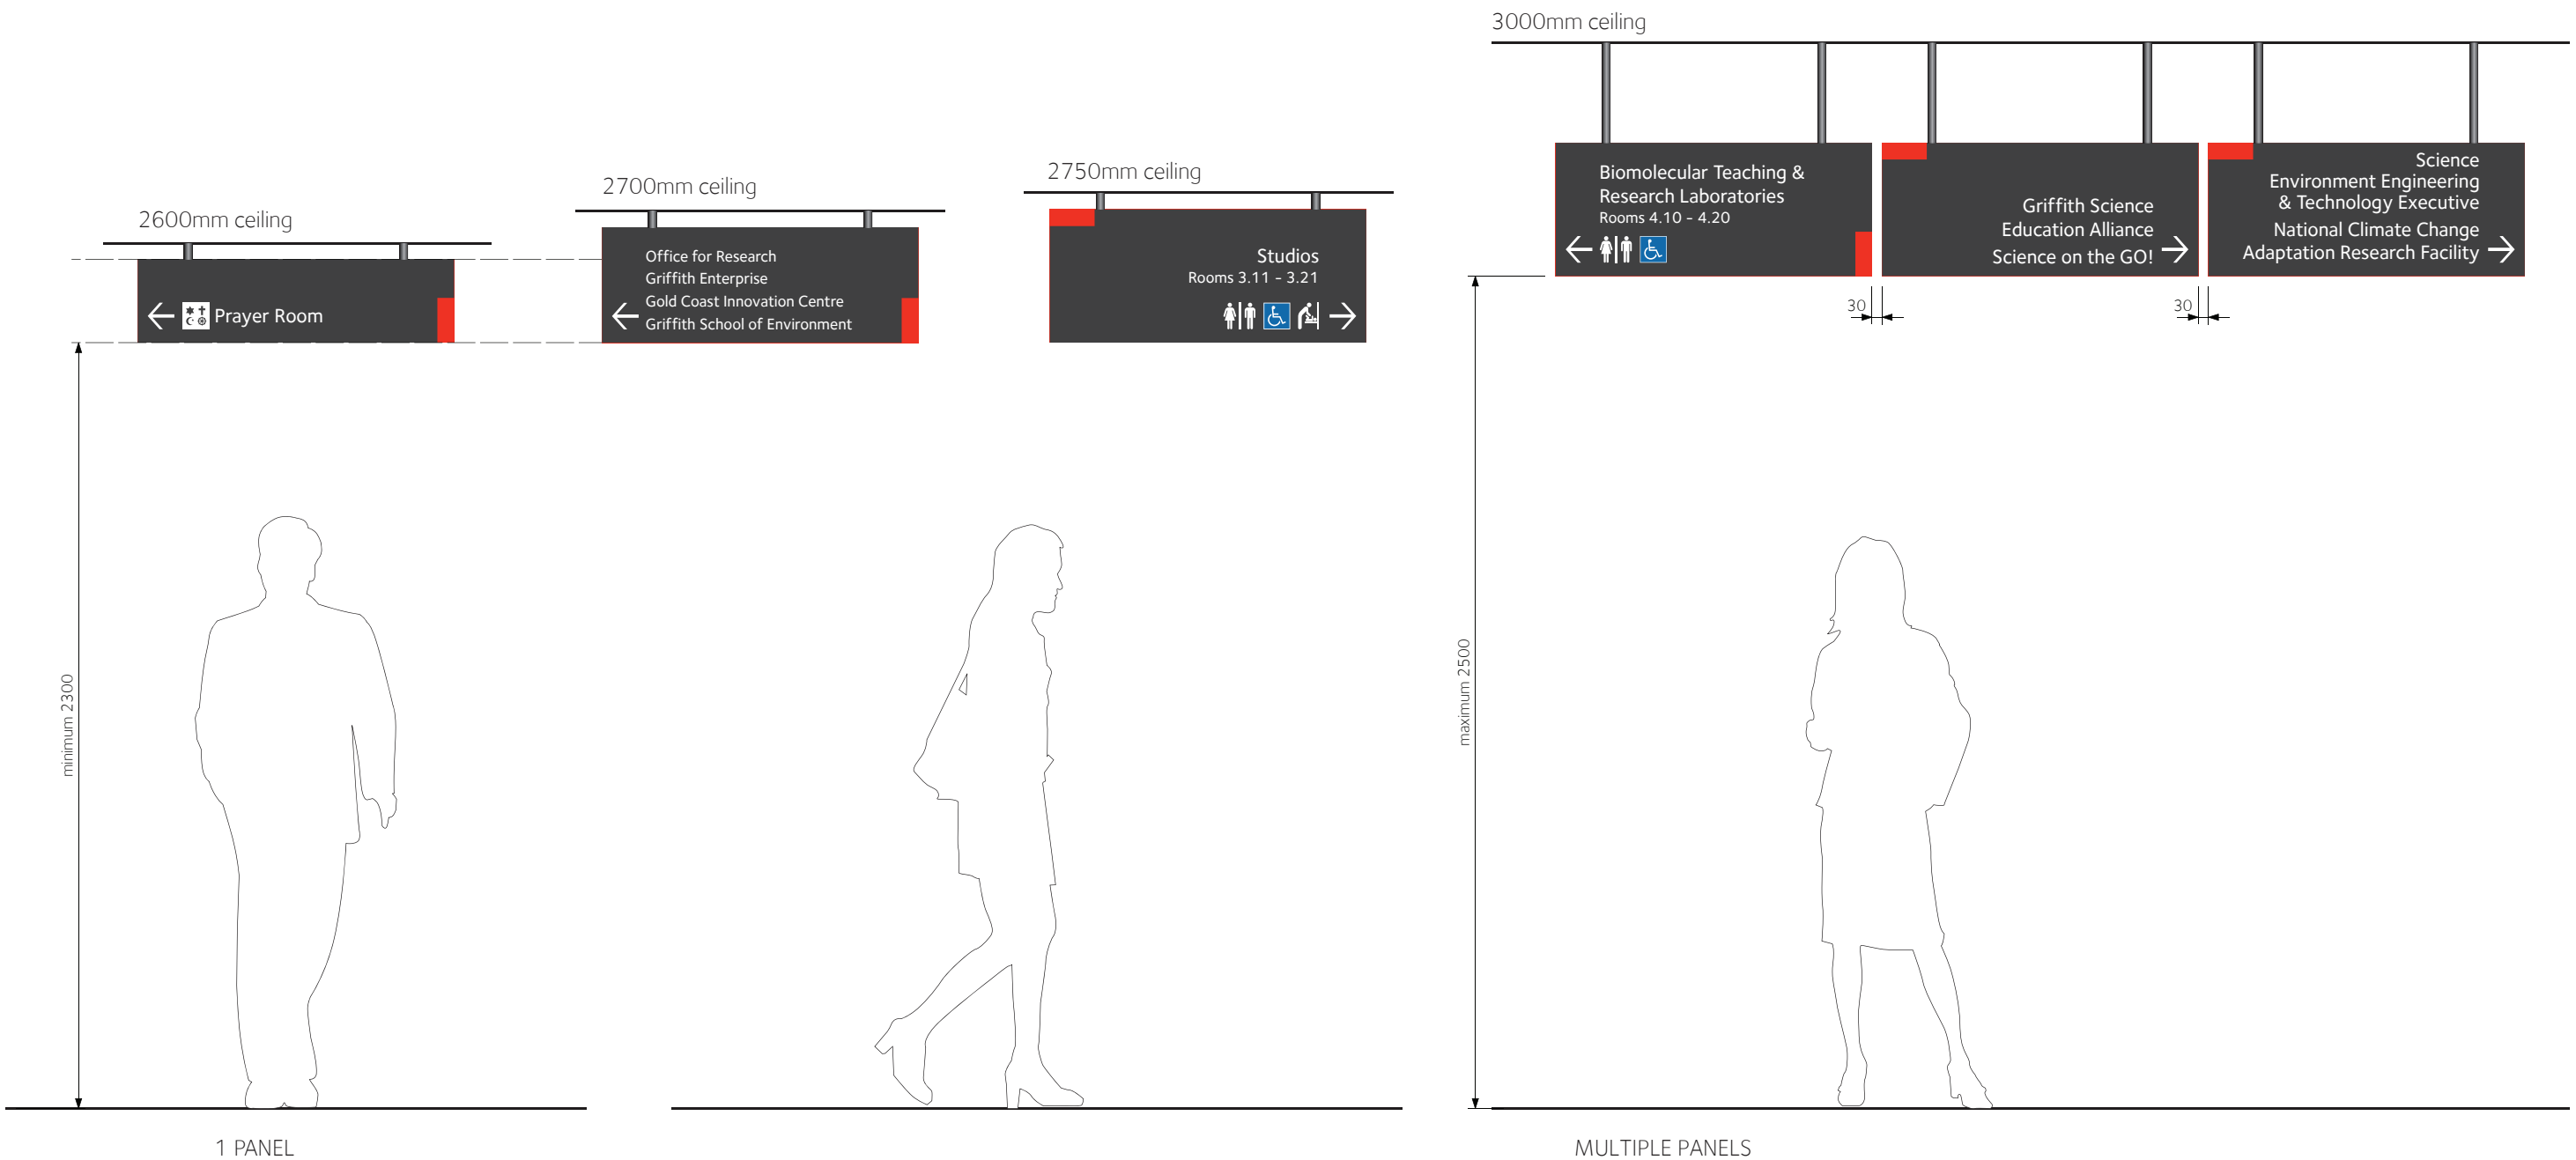 2600mm ceiling
Prayer Room
2700mm ceiling
Office for Research
Griffith Enterprise
Gold Coast Innovation Centre
Griffith School of Environment
2750mm ceiling
Studios
Rooms 3.11 - 3.21
3000mm ceiling
Biomolecular Teaching &
Research Laboratories
Rooms 4.10 - 4.20
Griffith Science
Education Alliance
Science on the GO!
Science
Environment Engineering
& Technology Executive
National Climate Change
Adaptation Research Facility
30
30
minimum 2300
maximum 2500
1 PANEL
MULTIPLE PANELS